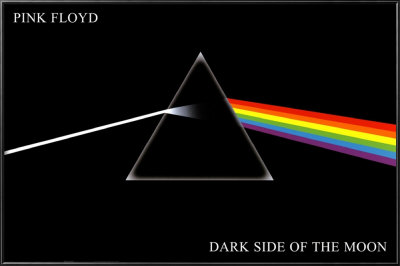 PINK FLOYD
DARK SIDE OF THE MOON